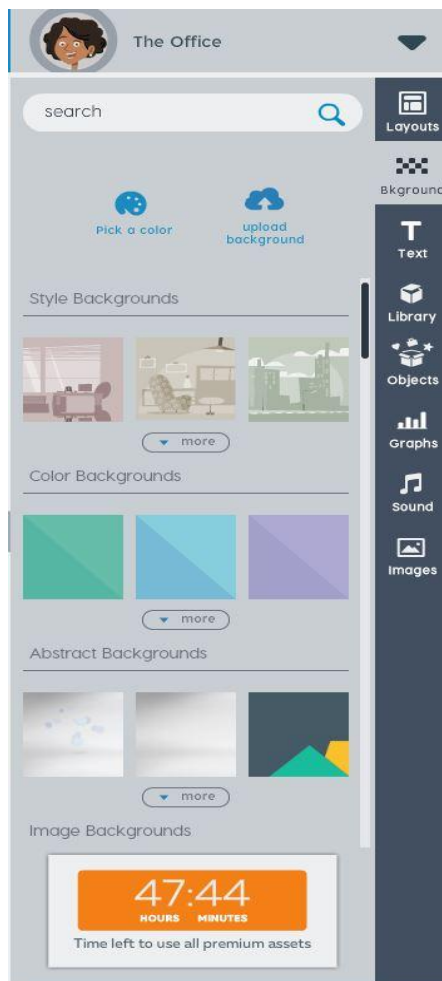 The Office
search
Pick a color
upload
background
Style Backgrounds
more
Color Backgrounds
more
Abstract Backgrounds
more
Image Backgrounds
47:44
HOURS MINUTES
Time left to use all premium assets
Layouts
Bkground
Text
Library
Objects
Graphs
Sound
Images